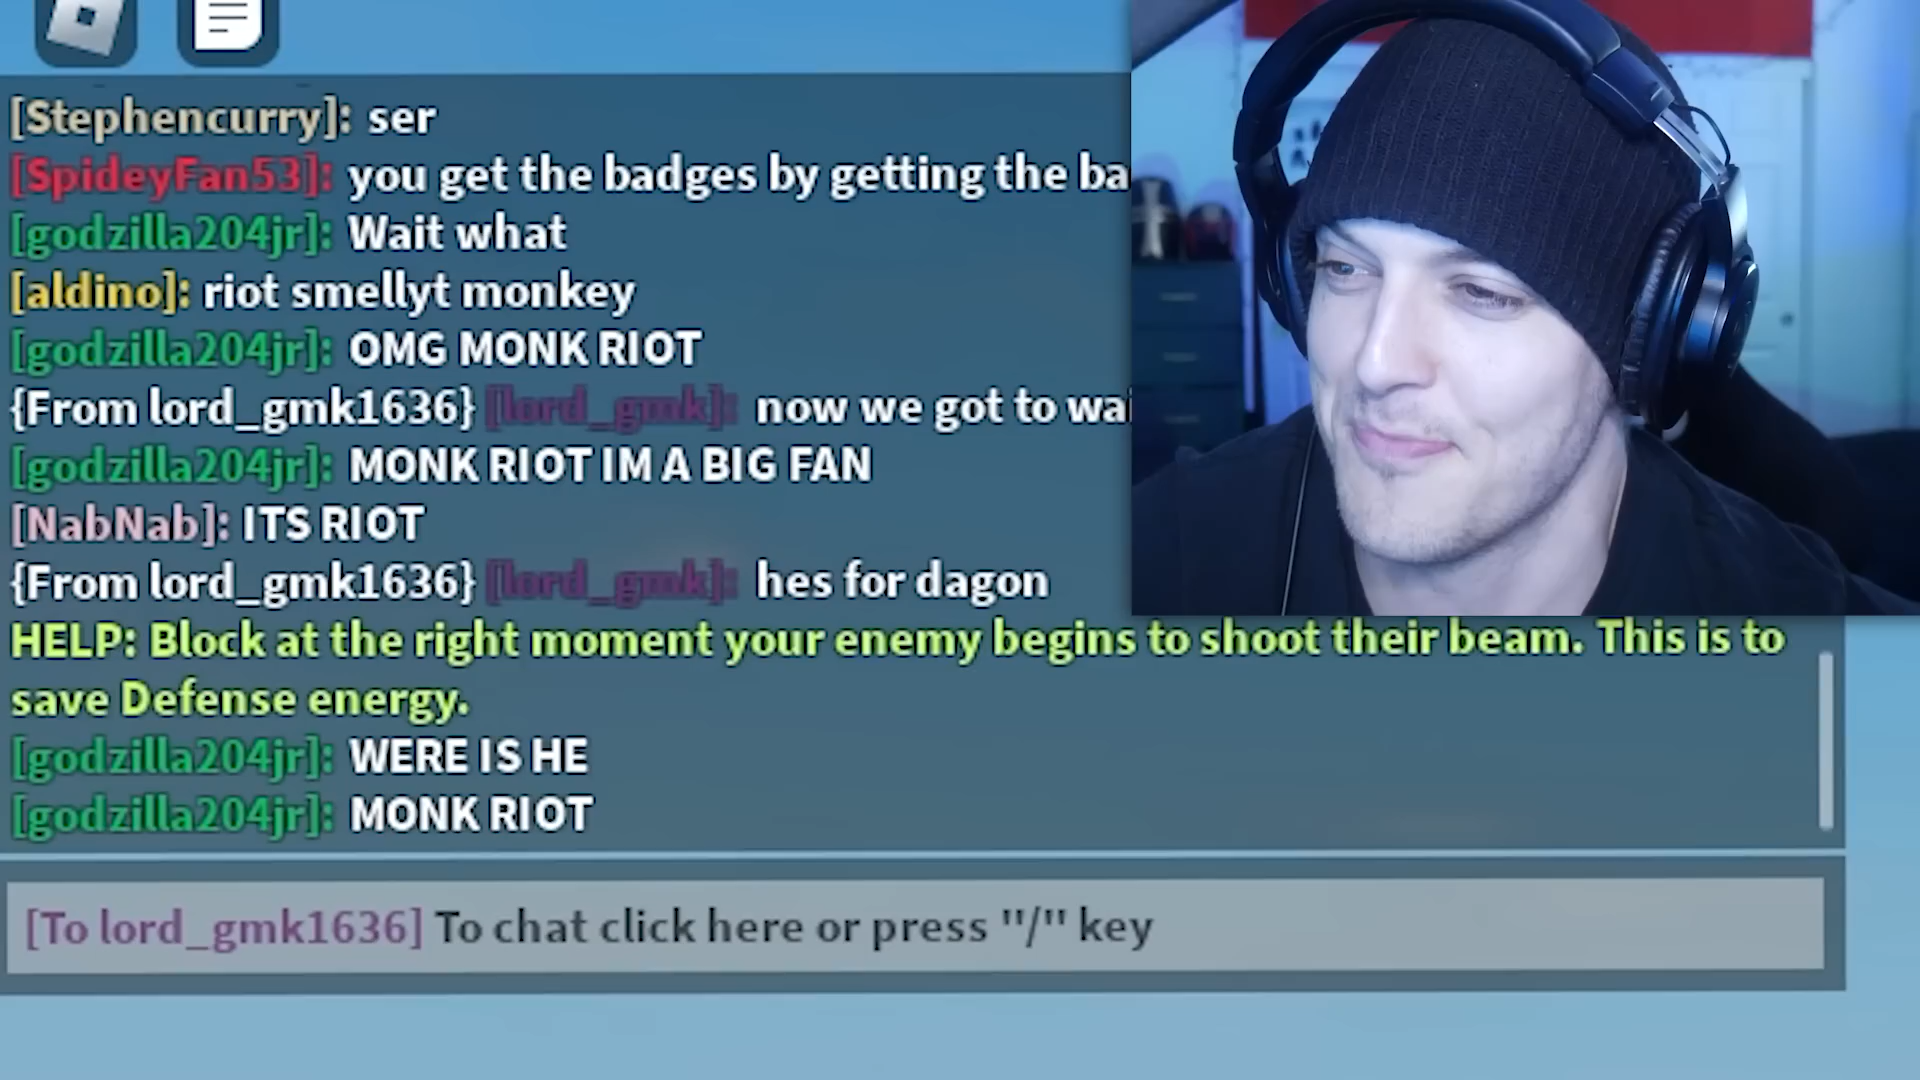 [Stephencurry]: ser
[SpideyFan53]: you get the badges by getting the
[godzilla204jr]: Wait what
[aldino]: riot smellyt monkey
[godzilla204jr]: OMG MONK RIOT
{From lord_gmk1636} [lord_gmk]: now we got to
[godzilla204jr]: MONK RIOT IM A BIG FAN
[NabNab]: ITS RIOT
{From lord_gmk1636} [lord_gmk]: hes for dagon
HELP: Block at the right moment your enemy begins to shoot their beam. This is to
save Defense energy.
[godzilla204jr]: WERE IS HE
[godzilla204jr]: MONK RIOT
[To lord_gmk1636] To chat click here or press "/" key